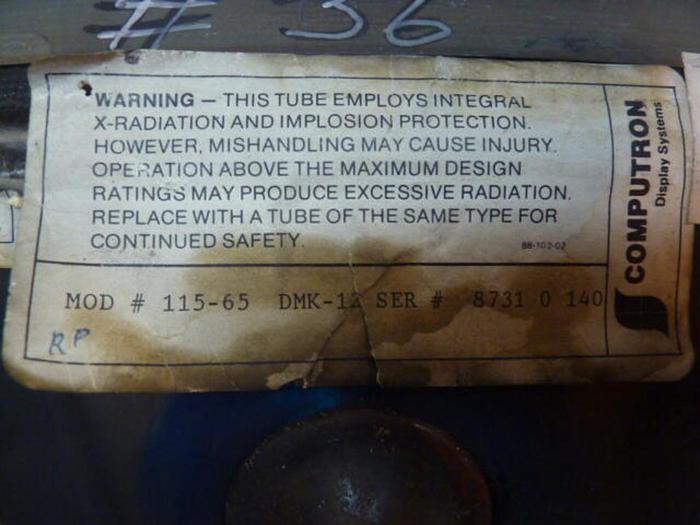 # 36
WARNING — THIS TUBE EMPLOYS INTEGRAL
X-RADIATION AND IMPLOSION PROTECTION.
HOWEVER, MISHANDLING MAY CAUSE INJURY.
OPERATION ABOVE THE MAXIMUM DESIGN
RATINGS MAY PRODUCE EXCESSIVE RADIATION.
REPLACE WITH A TUBE OF THE SAME TYPE FOR
CONTINUED SAFETY.
88-102-02
MOD # 115-65 DMK-12 SER # 8731 0 140
RP
COMPUTRON
Display Systems